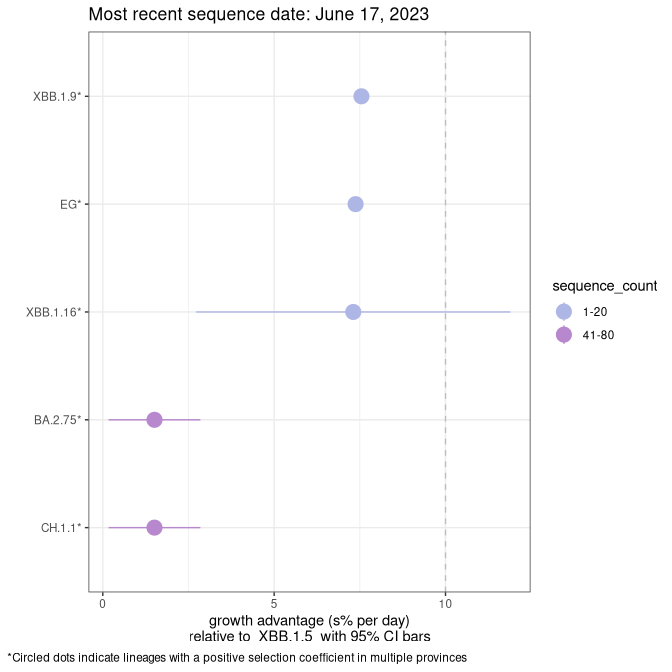 Most recent sequence date: June 17, 2023
XBB.1.9*
EG*
XBB.1.16*
BA.2.75*
CH.1.1*
0 5 10
growth advantage (s% per day)
relative to XBB.1.5 with 95% CI bars
sequence_count
1-20
41-80
*Circled dots indicate lineages with a positive selection coefficient in multiple provinces